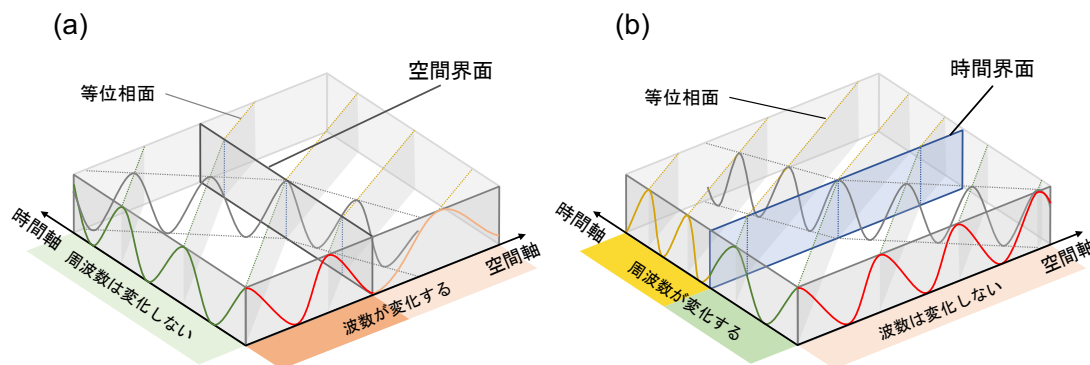 (a)
空間界面
等位相面
時間軸
周波数は変化しない
波数が変化する
空間軸
(b)
時間界面
等位相面
時間軸
周波数が変化する
波数は変化しない
空間軸